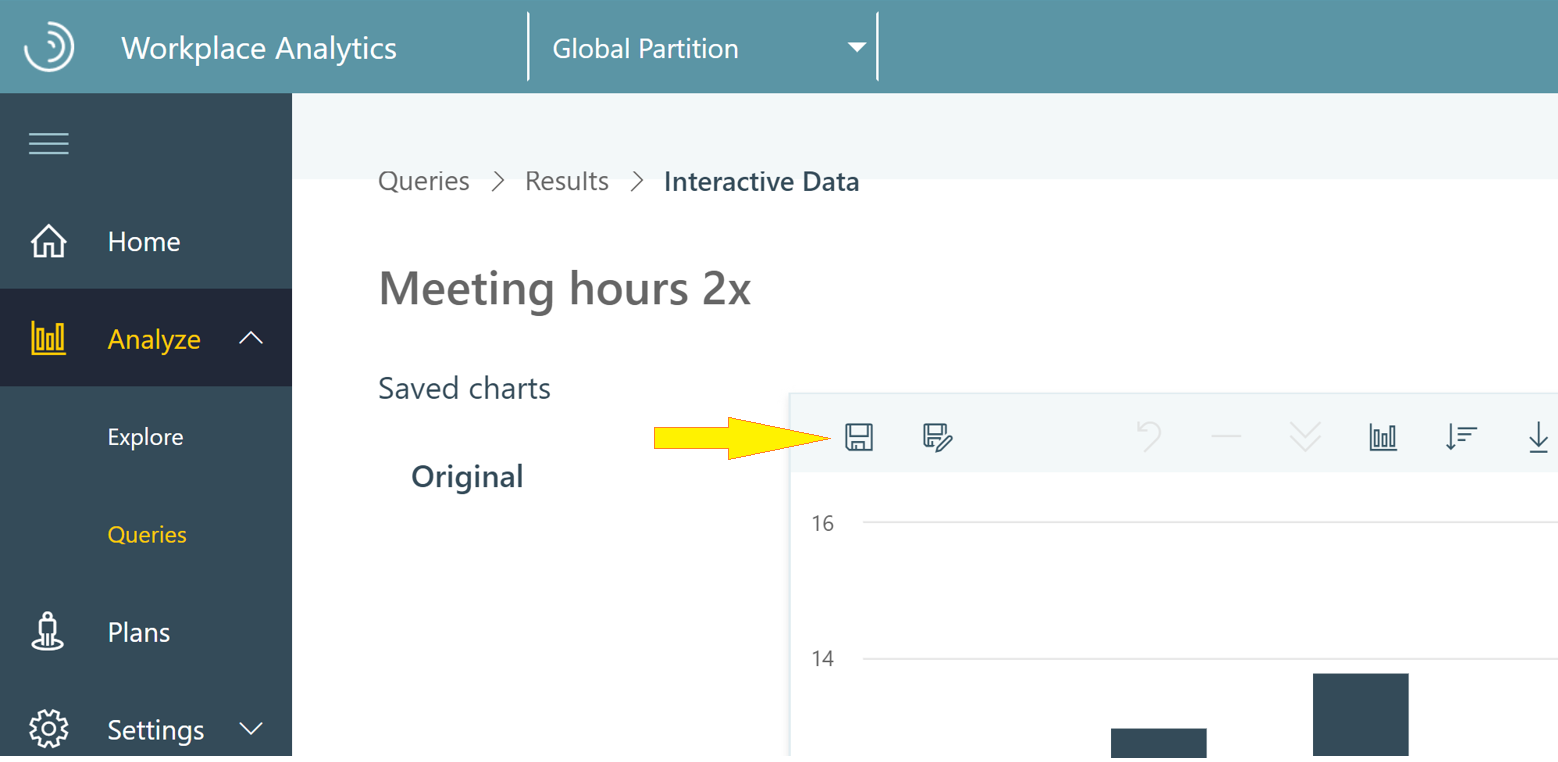 Workplace Analytics
Global Partition
Queries > Results > Interactive Data
Home
Meeting hours 2x
Analyze
Saved charts
Explore
Original
Queries
16
Plans
14
Settings